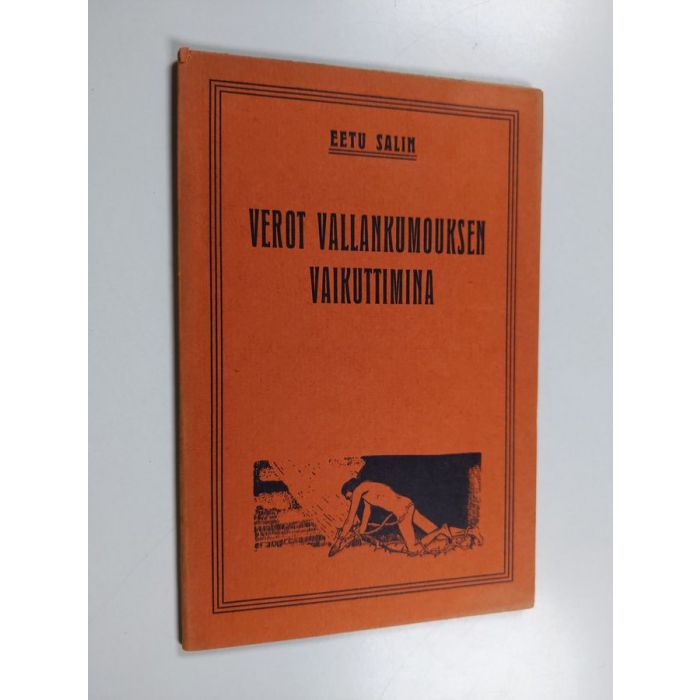 EETU SALIN
VEROT VALLANKUMOUKSEN
VAIKUTTIMINA